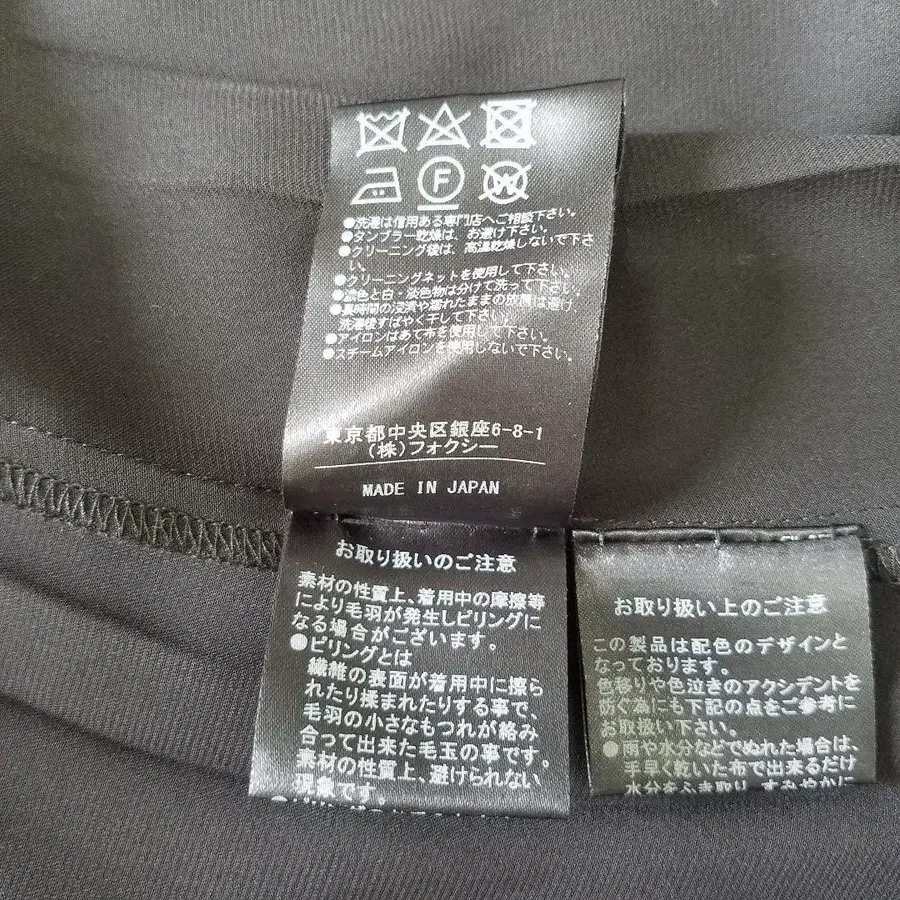 F
W
●洗濯は信用ある専門店へご相談下さい。
●タンブラー乾燥は、お避け下さい。
●クリーニング後は、高温乾燥しないで下さ
い。
●クリーニングネットを使用して下さい。
●濃色と白・淡色物は分けて洗って下さい。
●長時間の浸漬や濡れたままの放置は避け、
洗濯後すばやく干して下さい。
●アイロンはあて布を使用して下さい。
●スチームアイロンを使用しないで下さい。
東京都中央区銀座6-8-1
(株)フォクシー
MADE IN JAPAN
お取り扱いのご注意
素材の性質上、着用中の摩擦等
により毛羽が発生しピリングに
なる場合がございます。
●ピリングとは
繊維の表面が着用中に擦ら
れたり揉まれたりする事で、
毛羽の小さなもつれが絡み
合って出来た毛玉の事です。
素材の性質上、避けられない
現象です。
お取り扱い上のご注意
この製品は配色のデザインと
なっております。
色移りや色泣きのアクシデントを
防ぐ為にも下記の点をご参考に
お取扱い下さい。
●雨や水分などでぬれた場合は、
手早く乾いた布で出来るだけ
水分をふき取り、すみやかに